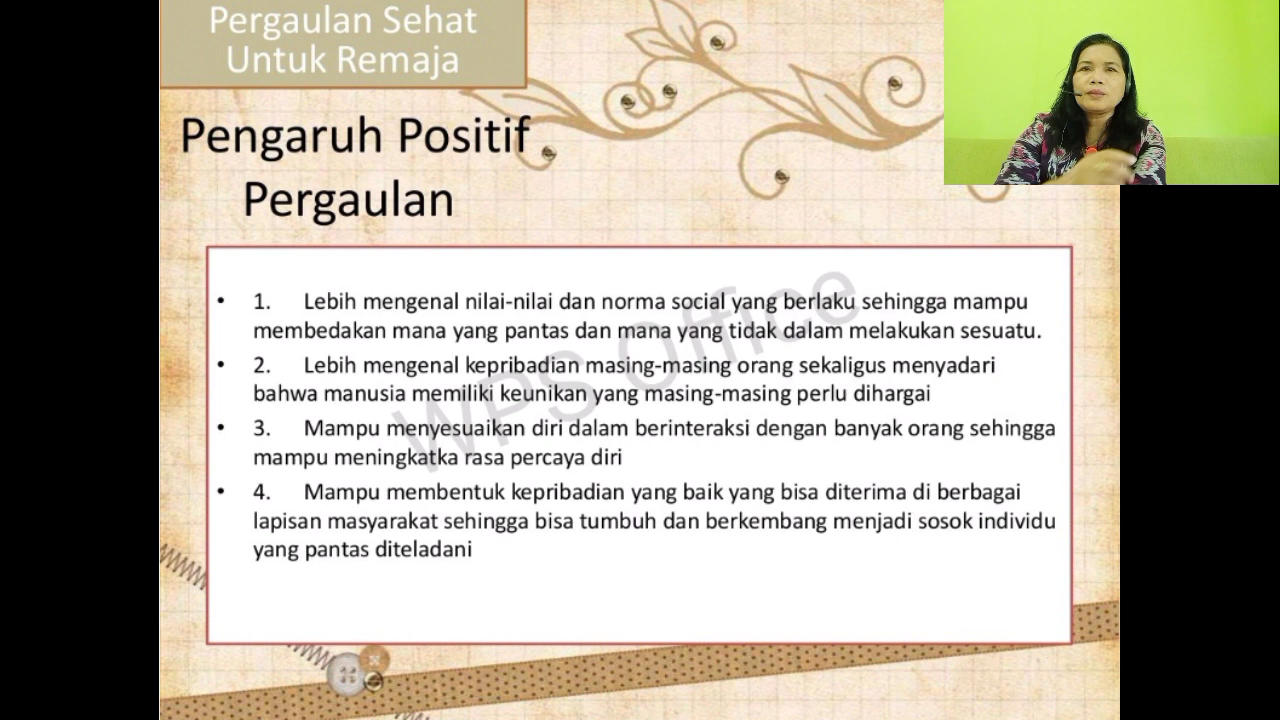 Pergaulan Sehat
Untuk Remaja
Pengaruh Positif
Pergaulan
• 1. Lebih mengenal nilai-nilai dan norma social yang berlaku sehingga mampu
membedakan mana yang pantas dan mana yang tidak dalam melakukan sesuatu.
• 2. Lebih mengenal kepribadian masing-masing orang sekaligus menyadari
bahwa manusia memiliki keunikan yang masing-masing perlu dihargai
• 3. Mampu menyesuaikan diri dalam berinteraksi dengan banyak orang sehingga
mampu meningkatka rasa percaya diri
• 4. Mampu membentuk kepribadian yang baik yang bisa diterima di berbagai
lapisan masyarakat sehingga bisa tumbuh dan berkembang menjadi sosok individu
yang pantas diteladani
WPS Office